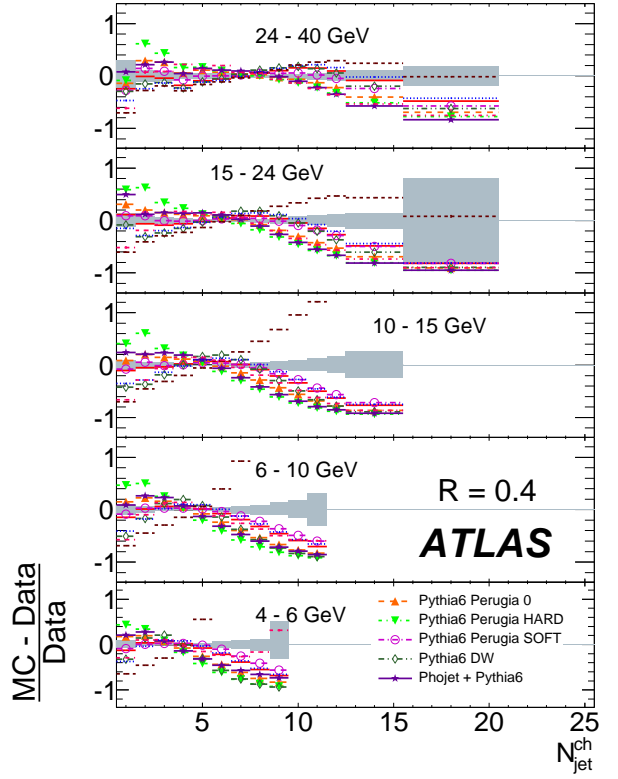 24 - 40 GeV
1
0
-1
15 - 24 GeV
1
0
-1
10 - 15 GeV
1
0
-1
6 - 10 GeV
1
0
-1
R = 0.4
ATLAS
4 - 6 GeV
1
0
-1
Pythia6 Perugia 0
Pythia6 Perugia HARD
Pythia6 Perugia SOFT
Pythia6 DW
Phojet + Pythia6
MC - Data
Data
5 10 15 20 25
N_jet^ch